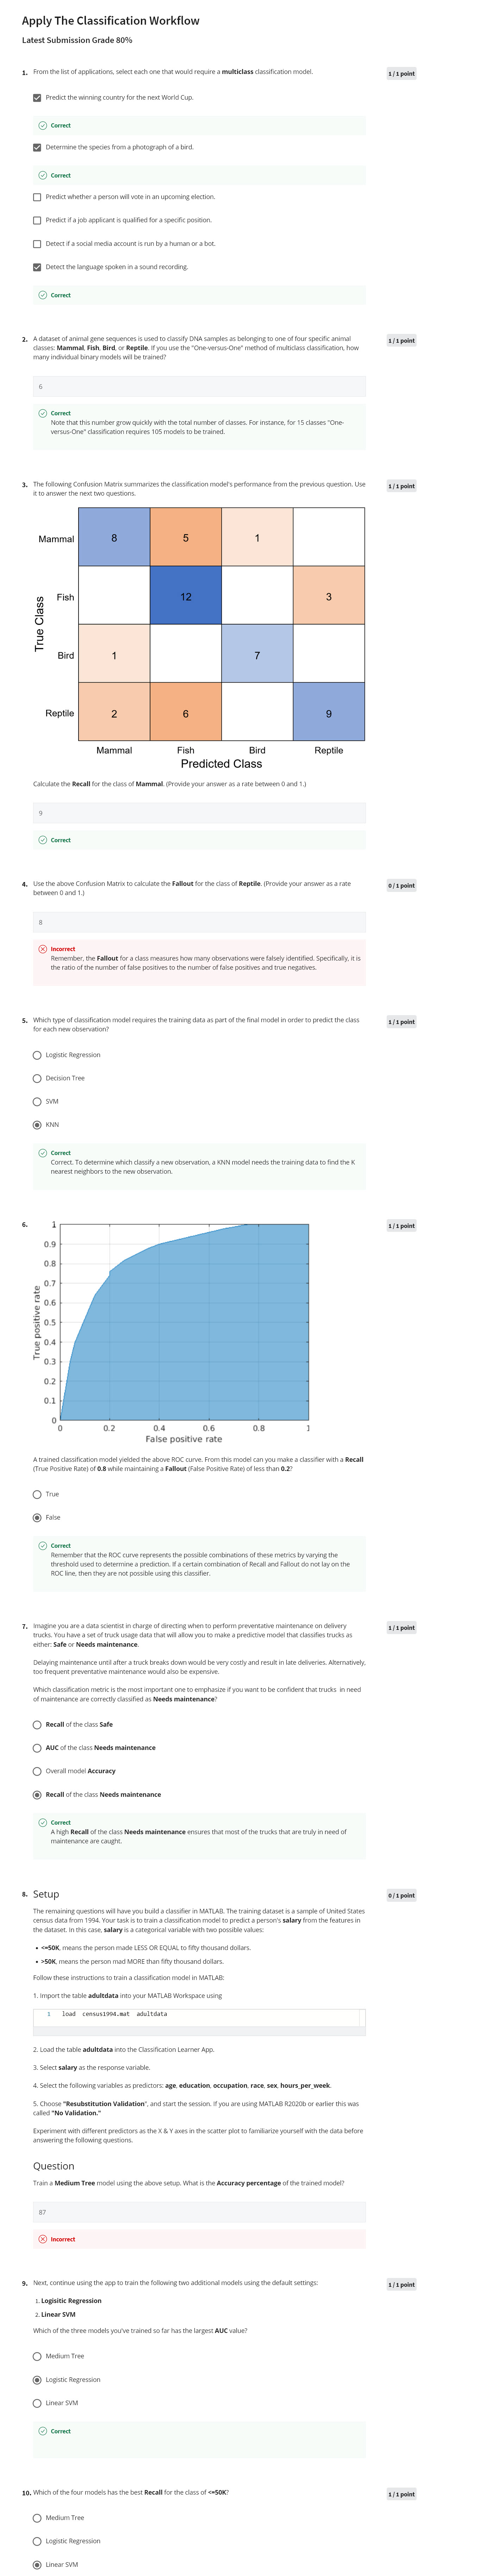 Apply The Classification Workflow
Latest Submission Grade 80%
1. From the list of applications, select each one that would require a multiclass classification model.
1 / 1 point
Predict the winning country for the next World Cup.
Correct
Determine the species from a photograph of a bird.
Correct
Predict whether a person will vote in an upcoming election.
Predict if a job applicant is qualified for a specific position.
Detect if a social media account is run by a human or a bot.
Detect the language spoken in a sound recording.
Correct
2. A dataset of animal gene sequences is used to classify DNA samples as belonging to one of four specific animal
classes: Mammal, Fish, Bird, or Reptile. If you use the "One-versus-One" method of multiclass classification, how
many individual binary models will be trained?
1 / 1 point
6
Correct
Note that this number grow quickly with the total number of classes. For instance, for 15 classes "One-
versus-One" classification requires 105 models to be trained.
3. The following Confusion Matrix summarizes the classification model's performance from the previous question. Use
it to answer the next two questions.
1 / 1 point
True Class
Mammal 8 5 1
Fish 12 3
Bird 1 7
Reptile 2 6 9
Mammal Fish Bird Reptile
Predicted Class
Calculate the Recall for the class of Mammal. (Provide your answer as a rate between 0 and 1.)
9
Correct
4. Use the above Confusion Matrix to calculate the Fallout for the class of Reptile. (Provide your answer as a rate
between 0 and 1.)
0 / 1 point
8
Incorrect
Remember, the Fallout for a class measures how many observations were falsely identified. Specifically, it is
the ratio of the number of false positives to the number of false positives and true negatives.
5. Which type of classification model requires the training data as part of the final model in order to predict the class
for each new observation?
1 / 1 point
Logistic Regression
Decision Tree
SVM
KNN
Correct
Correct. To determine which classify a new observation, a KNN model needs the training data to find the K
nearest neighbors to the new observation.
6.
1 / 1 point
True positive rate
1
0.9
0.8
0.7
0.6
0.5
0.4
0.3
0.2
0.1
0
0 0.2 0.4 0.6 0.8 1
False positive rate
A trained classification model yielded the above ROC curve. From this model can you make a classifier with a Recall
(True Positive Rate) of 0.8 while maintaining a Fallout (False Positive Rate) of less than 0.2?
True
False
Correct
Remember that the ROC curve represents the possible combinations of these metrics by varying the
threshold used to determine a prediction. If a certain combination of Recall and Fallout do not lay on the
ROC line, then they are not possible using this classifier.
7. Imagine you are a data scientist in charge of directing when to perform preventative maintenance on delivery
trucks. You have a set of truck usage data that will allow you to make a predictive model that classifies trucks as
either: Safe or Needs maintenance.
1 / 1 point
Delaying maintenance until after a truck breaks down would be very costly and result in late deliveries. Alternatively,
too frequent preventative maintenance would also be expensive.
Which classification metric is the most important one to emphasize if you want to be confident that trucks in need
of maintenance are correctly classified as Needs maintenance?
Recall of the class Safe
AUC of the class Needs maintenance
Overall model Accuracy
Recall of the class Needs maintenance
Correct
A high Recall of the class Needs maintenance ensures that most of the trucks that are truly in need of
maintenance are caught.
8. Setup
0 / 1 point
The remaining questions will have you build a classifier in MATLAB. The training dataset is a sample of United States
census data from 1994. Your task is to train a classification model to predict a person's salary from the features in
the dataset. In this case, salary is a categorical variable with two possible values:
• <=50K, means the person made LESS OR EQUAL to fifty thousand dollars.
• >50K, means the person mad MORE than fifty thousand dollars.
Follow these instructions to train a classification model in MATLAB:
1. Import the table adultdata into your MATLAB Workspace using
1 load census1994.mat adultdata
2. Load the table adultdata into the Classification Learner App.
3. Select salary as the response variable.
4. Select the following variables as predictors: age, education, occupation, race, sex, hours_per_week.
5. Choose "Resubstitution Validation", and start the session. If you are using MATLAB R2020b or earlier this was
called "No Validation."
Experiment with different predictors as the X & Y axes in the scatter plot to familiarize yourself with the data before
answering the following questions.
Question
Train a Medium Tree model using the above setup. What is the Accuracy percentage of the trained model?
87
Incorrect
9. Next, continue using the app to train the following two additional models using the default settings:
1 / 1 point
1. Logisitic Regression
2. Linear SVM
Which of the three models you've trained so far has the largest AUC value?
Medium Tree
Logistic Regression
Linear SVM
Correct
10. Which of the four models has the best Recall for the class of <=50K?
1 / 1 point
Medium Tree
Logistic Regression
Linear SVM